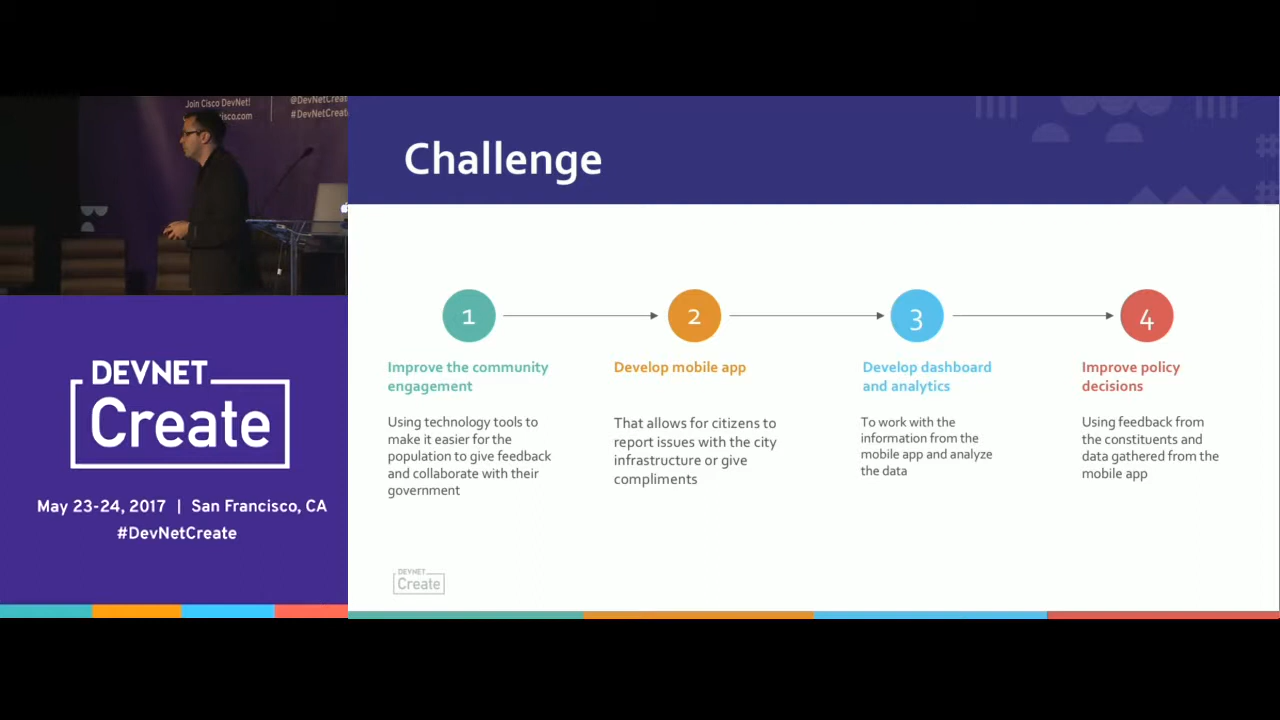 Join Cisco DevNet!
@DevNetCreate
#DevNetCreate
DEVNET
Create
May 23-24, 2017 | San Francisco, CA
#DevNetCreate
Challenge
1
2
3
4
Improve the community
engagement
Using technology tools to
make it easier for the
population to give feedback
and collaborate with their
government
Develop mobile app
That allows for citizens to
report issues with the city
infrastructure or give
compliments
Develop dashboard
and analytics
To work with the
information from the
mobile app and analyze
the data
Improve policy
decisions
Using feedback from
the constituents and
data gathered from the
mobile app
DEVNET
Create